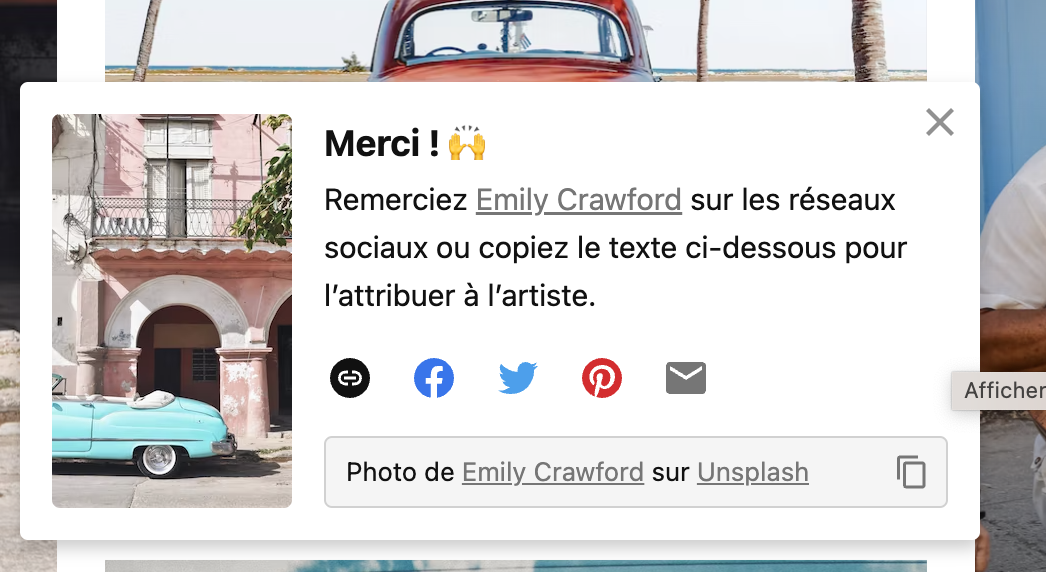 Merci ! 🙌
Remerciez Emily Crawford sur les réseaux
sociaux ou copiez le texte ci-dessous pour
l’attribuer à l’artiste.
Afficher
Photo de Emily Crawford sur Unsplash